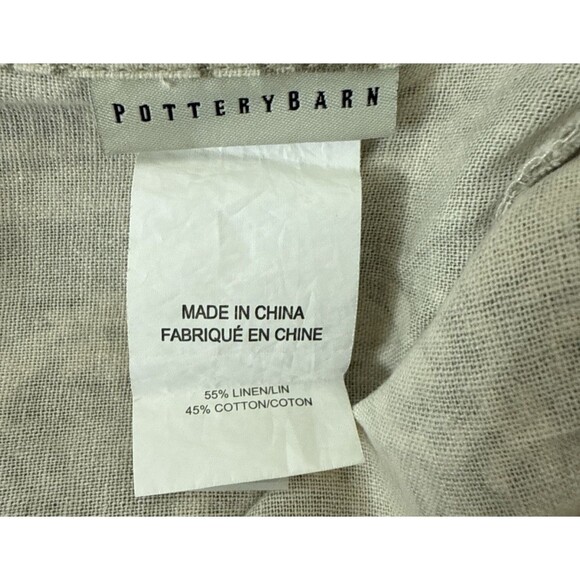 POTTERYBARN
MADE IN CHINA
FABRIQUÉ EN CHINE
55% LINEN/LIN
45% COTTON/COTON